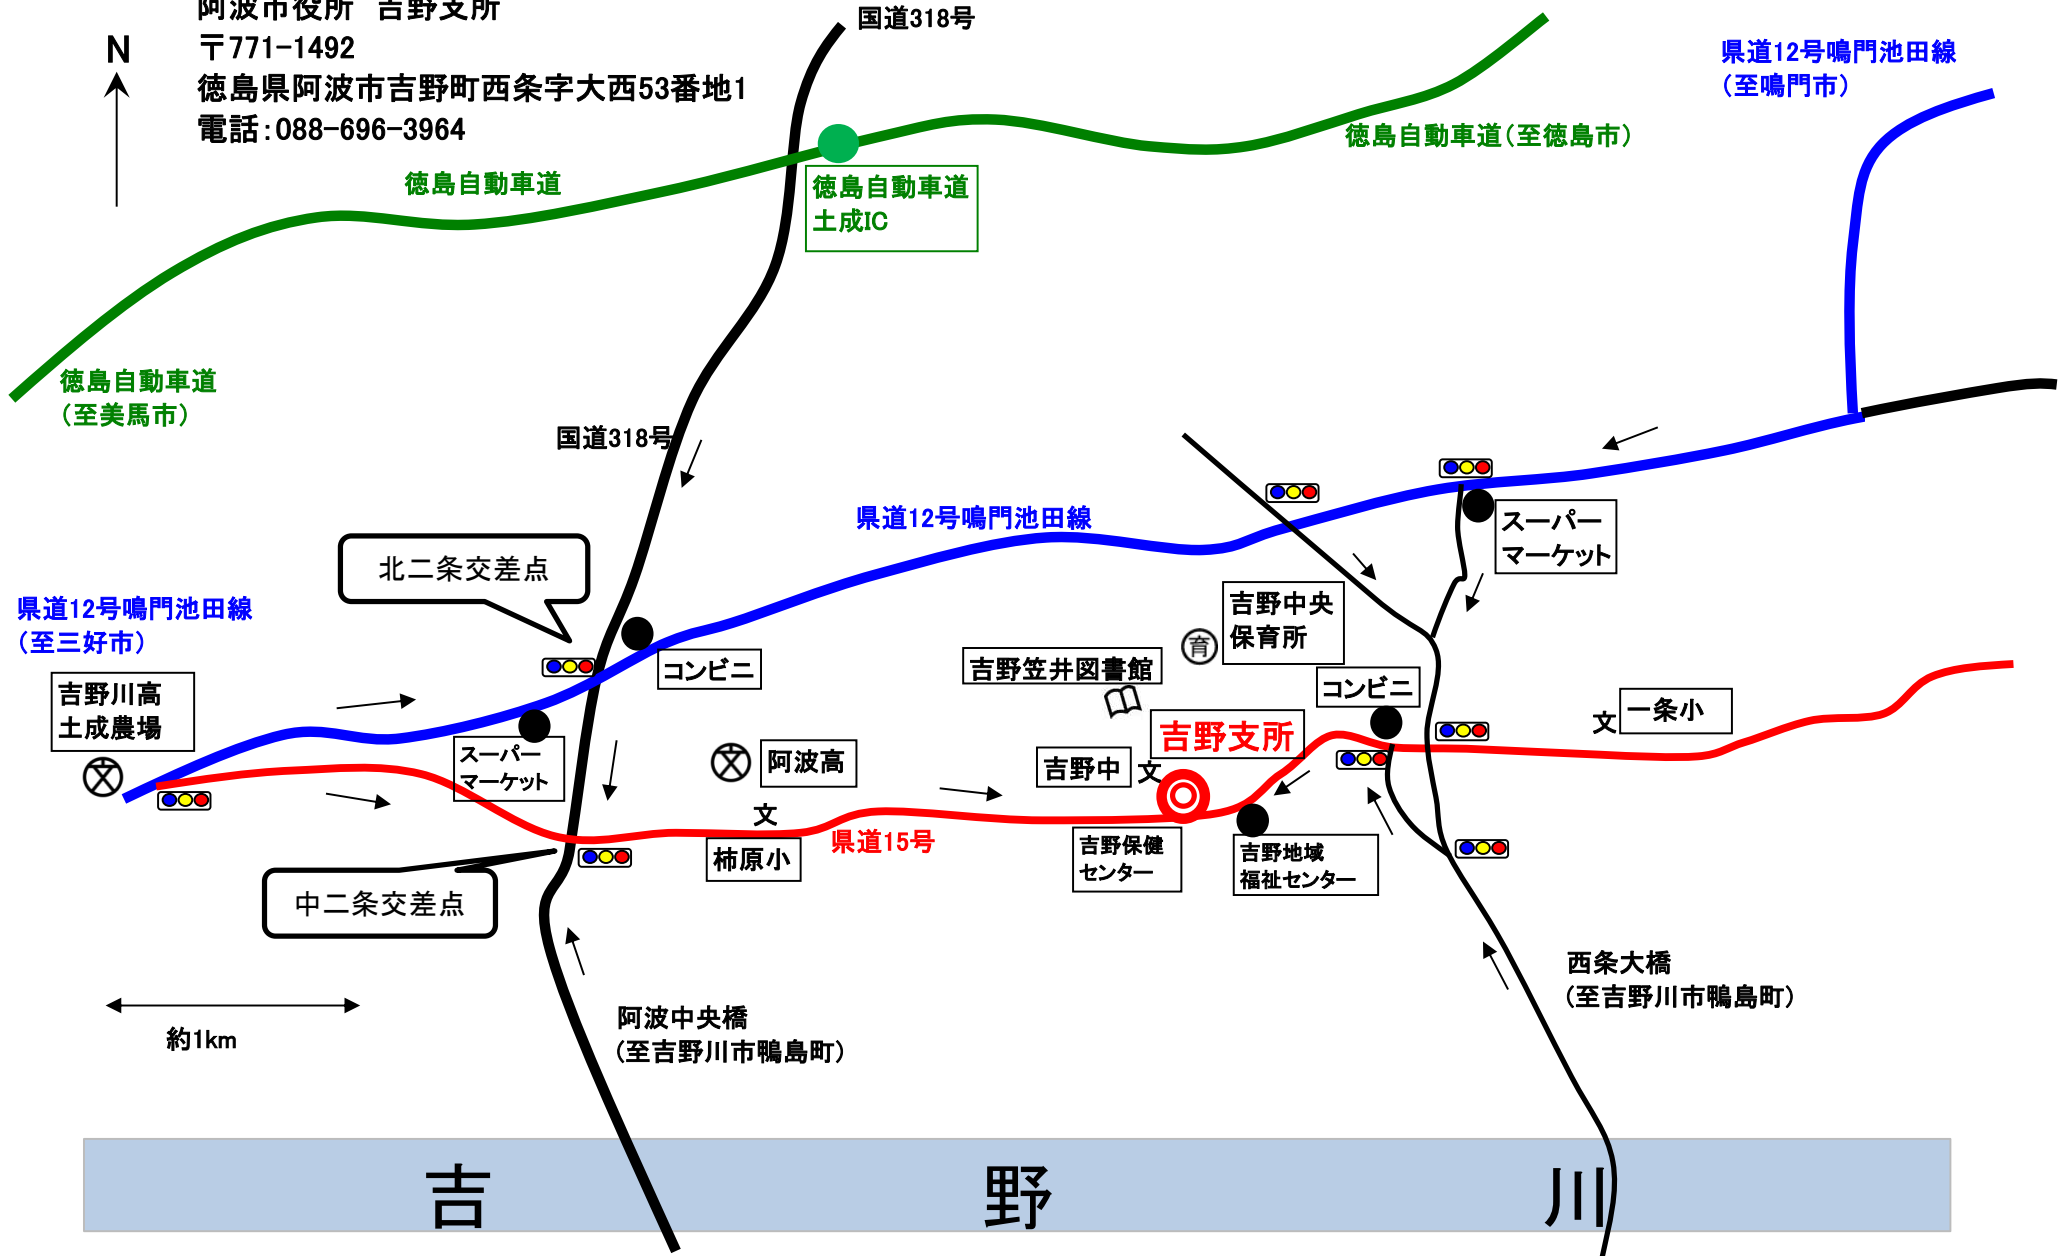 阿波市役所 吉野支所
〒771-1492
徳島県阿波市吉野町西条字大西53番地1
電話:088-696-3964
N
国道318号
県道12号鳴門池田線
(至鳴門市)
徳島自動車道(至徳島市)
徳島自動車道
徳島自動車道
土成IC
徳島自動車道
(至美馬市)
国道318号
県道12号鳴門池田線
スーパー
マーケット
北二条交差点
県道12号鳴門池田線
(至三好市)
吉野中央
保育所
育
吉野笠井図書館
コンビニ
コンビニ
吉野川高
土成農場
文
一条小
文
吉野支所
スーパー
マーケット
文
阿波高
吉野中
文
文
柿原小
県道15号
吉野保健
センター
吉野地域
福祉センター
中二条交差点
西条大橋
(至吉野川市鴨島町)
約1km
阿波中央橋
(至吉野川市鴨島町)
吉野川